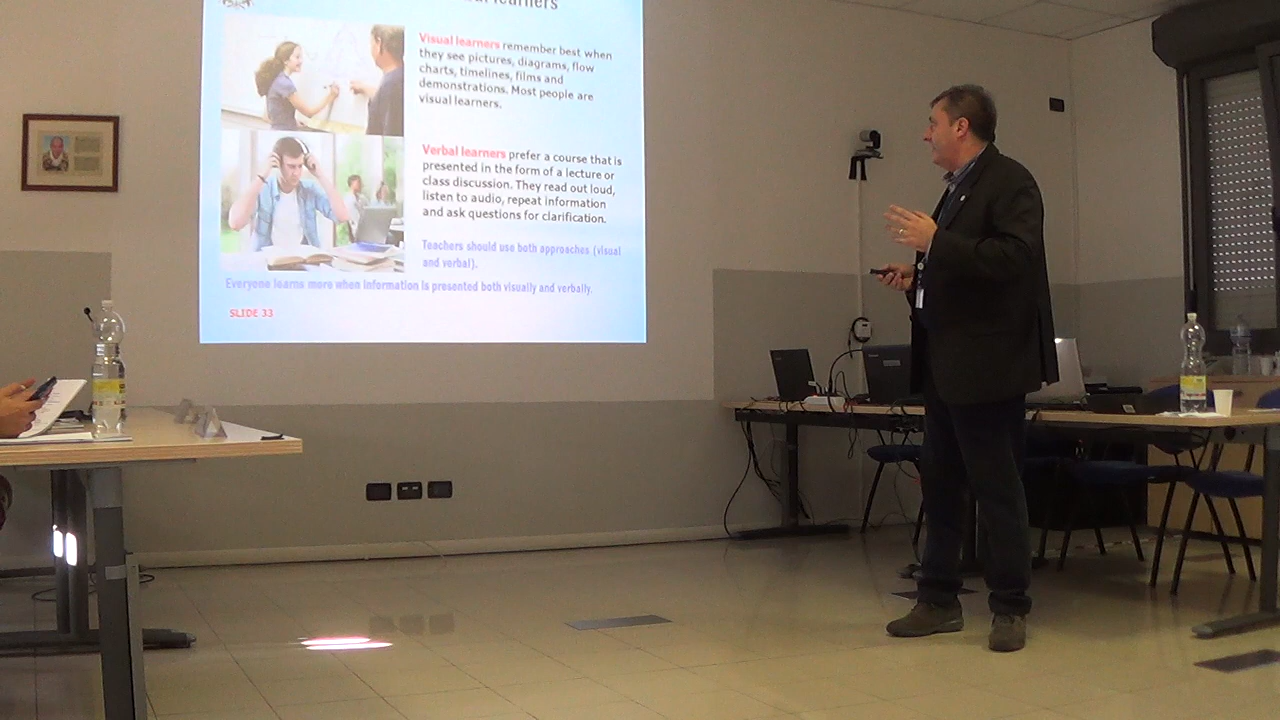 learners
Visual learners remember best when
they see pictures, diagrams, flow
charts, timelines, films and
demonstrations. Most people are
visual learners.
Verbal learners prefer a course that is
presented in the form of a lecture or
class discussion. They read out loud,
listen to audio, repeat information
and ask questions for clarification.
Teachers should use both approaches (visual
and verbal).
Everyone learns more when information is presented both visually and verbally.
SLIDE 33